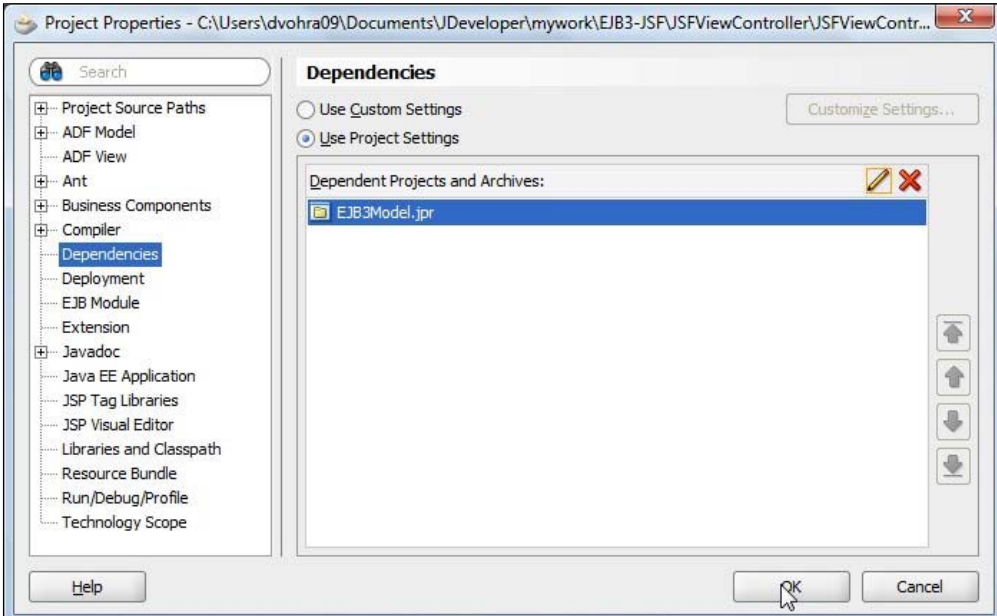 Project Properties - C:\Users\dvohra09\Documents\JDeveloper\mywork\EJB3-JSF\JSFViewController\JSFViewContr...
Search
Project Source Paths
ADF Model
ADF View
Ant
Business Components
Compiler
Dependencies
Deployment
EJB Module
Extension
Javadoc
Java EE Application
JSP Tag Libraries
JSP Visual Editor
Libraries and Classpath
Resource Bundle
Run/Debug/Profile
Technology Scope
Dependencies
Use Custom Settings
Customize Settings...
Use Project Settings
Dependent Projects and Archives:
EJB3Model.jpr
Help
OK
Cancel